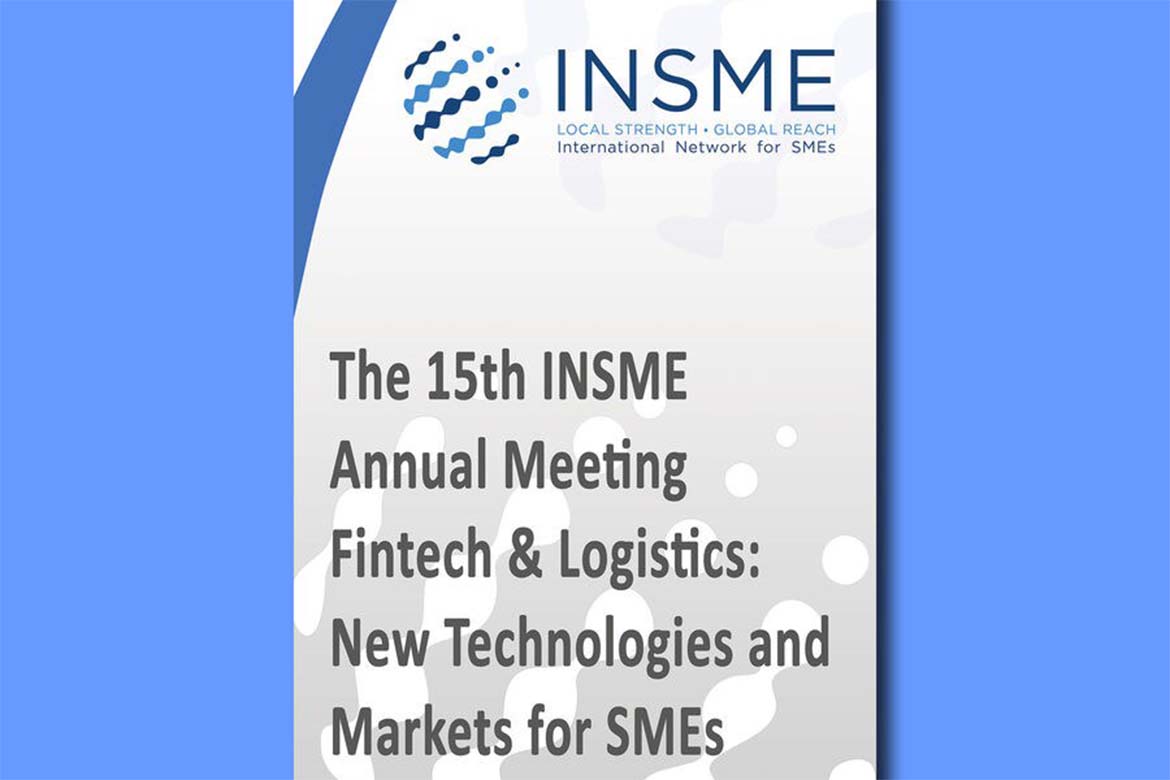 INSME
LOCAL STRENGTH • GLOBAL REACH
International Network for SMEs
The 15th INSME
Annual Meeting
Fintech & Logistics:
New Technologies and
Markets for SMEs